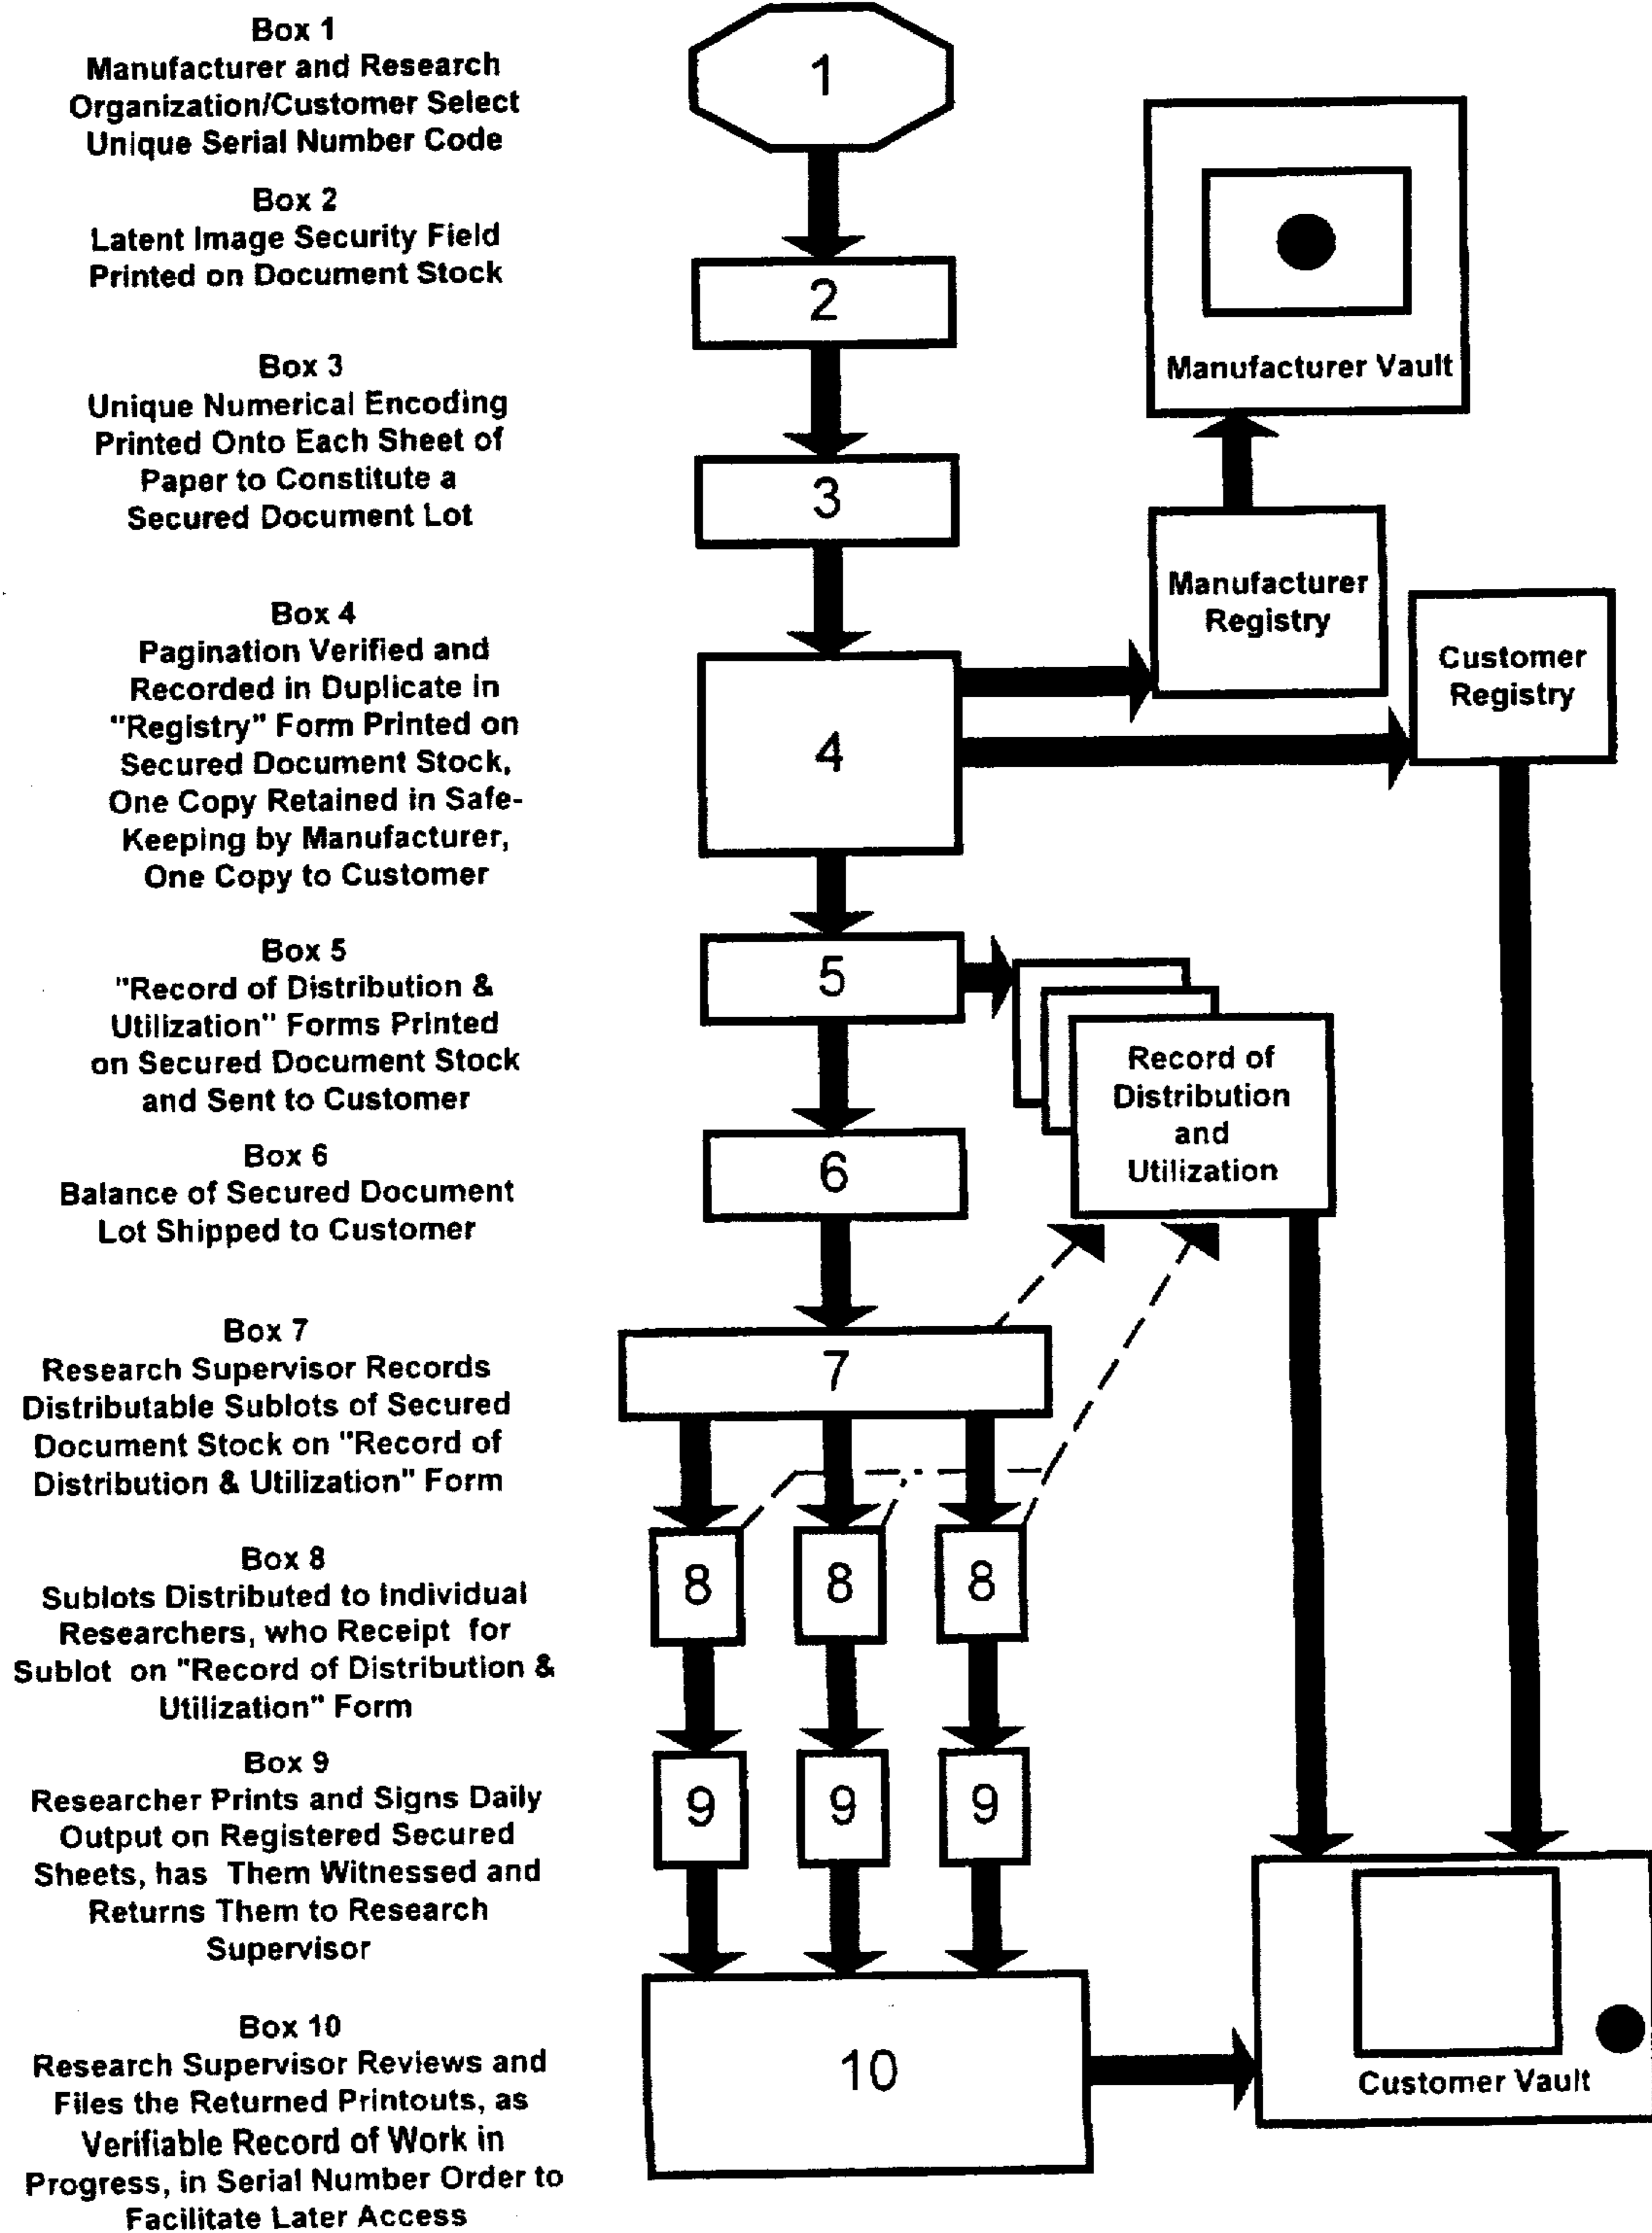 Box 1
Manufacturer and Research
Organization/Customer Select
Unique Serial Number Code
Box 2
Latent Image Security Field
Printed on Document Stock
Box 3
Unique Numerical Encoding
Printed Onto Each Sheet of
Paper to Constitute a
Secured Document Lot
Box 4
Pagination Verified and
Recorded in Duplicate in
"Registry" Form Printed on
Secured Document Stock,
One Copy Retained in Safe-
Keeping by Manufacturer,
One Copy to Customer
Box 5
"Record of Distribution &
Utilization" Forms Printed
on Secured Document Stock
and Sent to Customer
Box 6
Balance of Secured Document
Lot Shipped to Customer
Box 7
Research Supervisor Records
Distributable Sublots of Secured
Document Stock on "Record of
Distribution & Utilization" Form
Box 8
Sublots Distributed to Individual
Researchers, who Receipt for
Sublot on "Record of Distribution &
Utilization" Form
Box 9
Researcher Prints and Signs Daily
Output on Registered Secured
Sheets, has Them Witnessed and
Returns Them to Research
Supervisor
Box 10
Research Supervisor Reviews and
Files the Returned Printouts, as
Verifiable Record of Work in
Progress, in Serial Number Order to
Facilitate Later Access
1
2
3
4
5
6
7
8 8 8
9 9 9
10
Manufacturer Vault
Manufacturer
Registry
Customer
Registry
Record of
Distribution
and
Utilization
Customer Vault